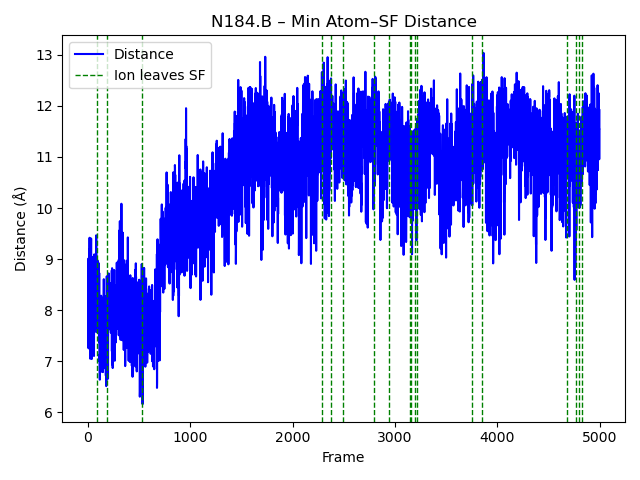 N184.B – Min Atom–SF Distance
Distance
Ion leaves SF
Distance (Å)
13
12
11
10
9
8
7
6
0 1000 2000 3000 4000 5000
Frame